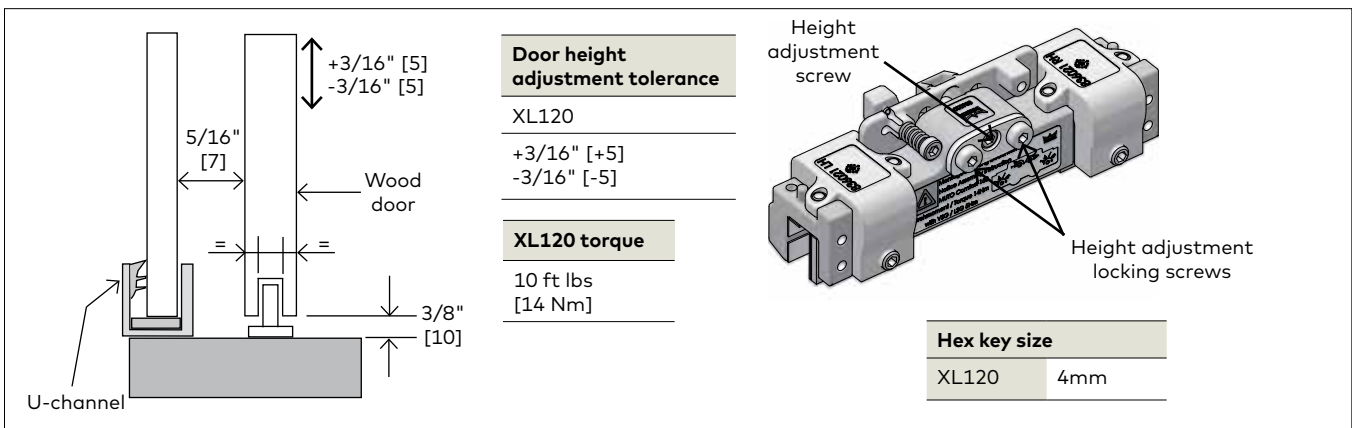 +3/16" [5]
-3/16" [5]
5/16"
[7]
Wood
door
=
=
3/8"
[10]
U-channel
Door height
adjustment tolerance
XL120
+3/16" [+5]
-3/16" [-5]
XL120 torque
10 ft lbs
[14 Nm]
Height
adjustment
screw
Height adjustment
locking screws
Hex key size
XL120 4mm